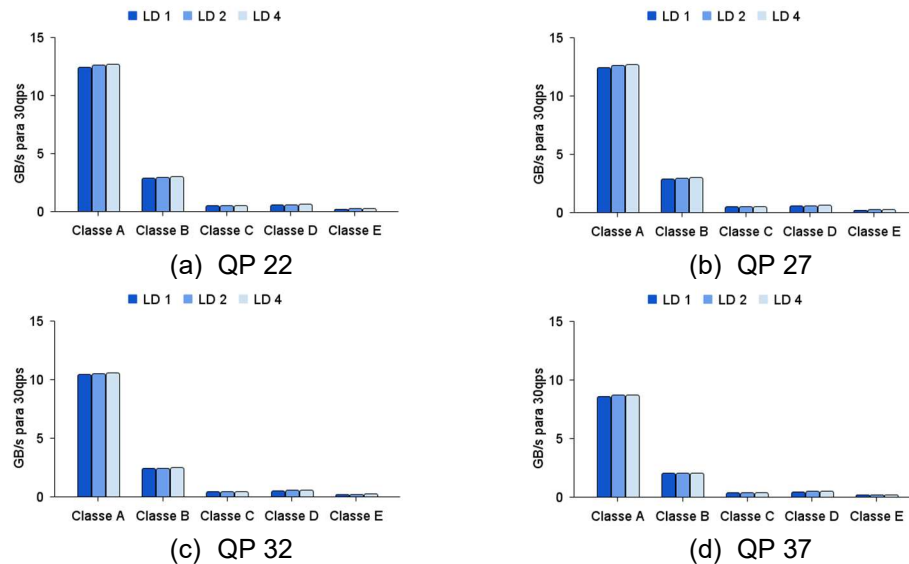 LD 1 LD 2 LD 4
GB/s para 30qps
15
10
5
0
Classe A Classe B Classe C Classe D Classe E
(a) QP 22
LD 1 LD 2 LD 4
GB/s para 30qps
15
10
5
0
Classe A Classe B Classe C Classe D Classe E
(b) QP 27
LD 1 LD 2 LD 4
GB/s para 30qps
15
10
5
0
Classe A Classe B Classe C Classe D Classe E
(c) QP 32
LD 1 LD 2 LD 4
GB/s para 30qps
15
10
5
0
Classe A Classe B Classe C Classe D Classe E
(d) QP 37